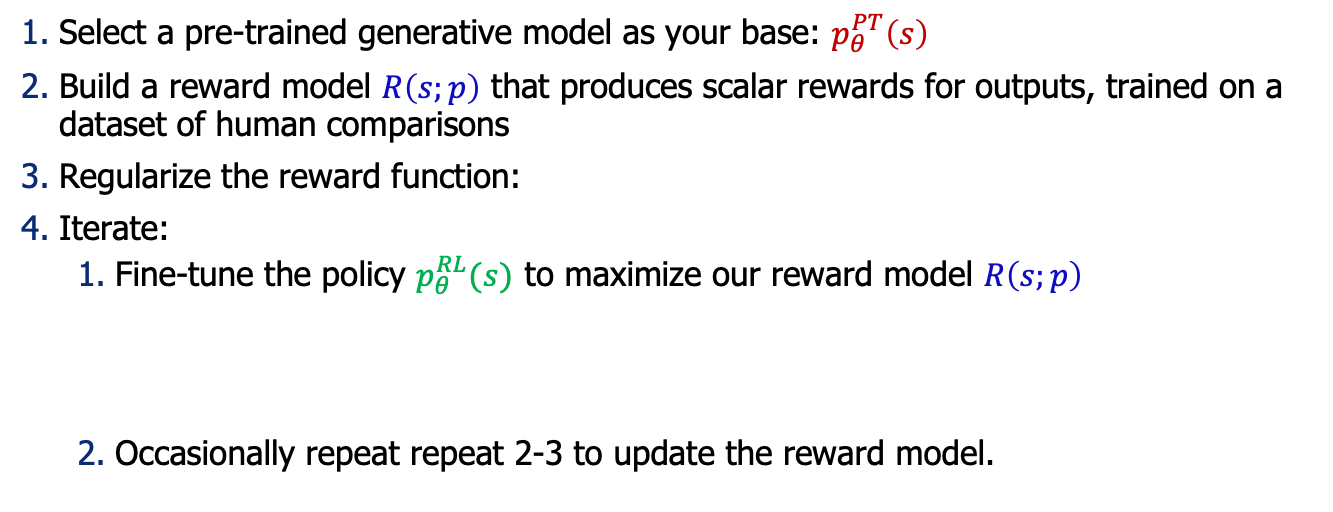 1. Select a pre-trained generative model as your base: p_θ^{PT}(s)
2. Build a reward model R(s; p) that produces scalar rewards for outputs, trained on a
dataset of human comparisons
3. Regularize the reward function:
4. Iterate:
1. Fine-tune the policy p_θ^{RL}(s) to maximize our reward model R(s; p)
2. Occasionally repeat repeat 2-3 to update the reward model.